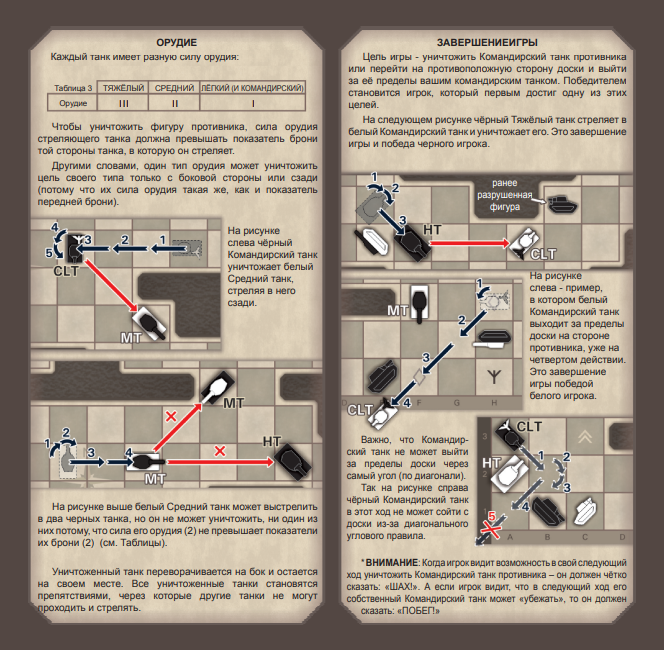 ОРУДИЕ
Каждый танк имеет разную силу орудия:
Таблица 3 ТЯЖЁЛЫЙ СРЕДНИЙ ЛЁГКИЙ (И КОМАНДИРСКИЙ)
Орудие III II I
Чтобы уничтожить фигуру противника, сила орудия
стреляющего танка должна превышать показатель брони
той стороны танка, в которую он стреляет.
Другими словами, один тип орудия может уничтожить
цель своего типа только с боковой стороны или сзади
(потому что их сила орудия такая же, как и показатель
передней брони).
4
5 3 2 1
CLT
MT
На рисунке
слева чёрный
Командирский танк
уничтожает белый
Средний танк,
стреляя в него
сзади.
MT
HT
1 2 3 4
MT
На рисунке выше белый Средний танк может выстрелить
в два черных танка, но он не может уничтожить, ни один из
них потому, что сила его орудия (2) не превышает показатели
их брони (2) (см. Таблицы).
Уничтоженный танк переворачивается на бок и остается
на своем месте. Все уничтоженные танки становятся
препятствиями, через которые другие танки не могут
проходить и стрелять.
ЗАВЕРШЕНИЕИГРЫ
Цель игры - уничтожить Командирский танк противника
или перейти на противоположную сторону доски и выйти
за её пределы вашим командирским танком. Победителем
становится игрок, который первым достиг одну из этих
целей.
На следующем рисунке чёрный Тяжёлый танк стреляет в
белый Командирский танк и уничтожает его. Это завершение
игры и победа черного игрока.
ранее
разрушенная
фигура
1 2
3
HT
CLT
MT
1
2
3
4
CLT
F G H
На рисунке
слева - пример,
в котором белый
Командирский танк
выходит за пределы
доски на стороне
противника, уже на
четвертом действии.
Это завершение
игры победой
белого игрока.
Важно, что Командир-
ский танк не может выйти
за пределы доски через
самый угол (по диагонали).
Так на рисунке справа
чёрный Командирский танк
в этот ход не может сойти с
доски из-за диагонального
углового правила.
3
CLT
HT
1
2
3
4
5
A B C D
* ВНИМАНИЕ: Когда игрок видит возможность в свой следующий
ход уничтожить Командирский танк противника – он должен чётко
сказать: «ШАХ!». А если игрок видит, что в следующий ход его
собственный Командирский танк может «убежать», то он должен
сказать: «ПОБЕГ!»